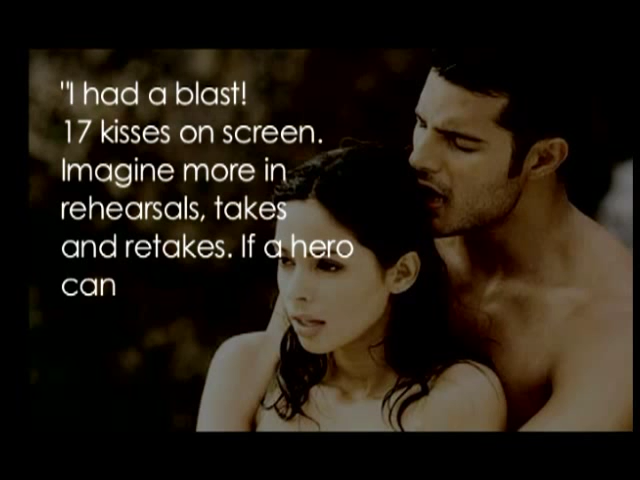 "I had a blast!
17 kisses on screen.
Imagine more in
rehearsals, takes
and retakes. If a hero
can